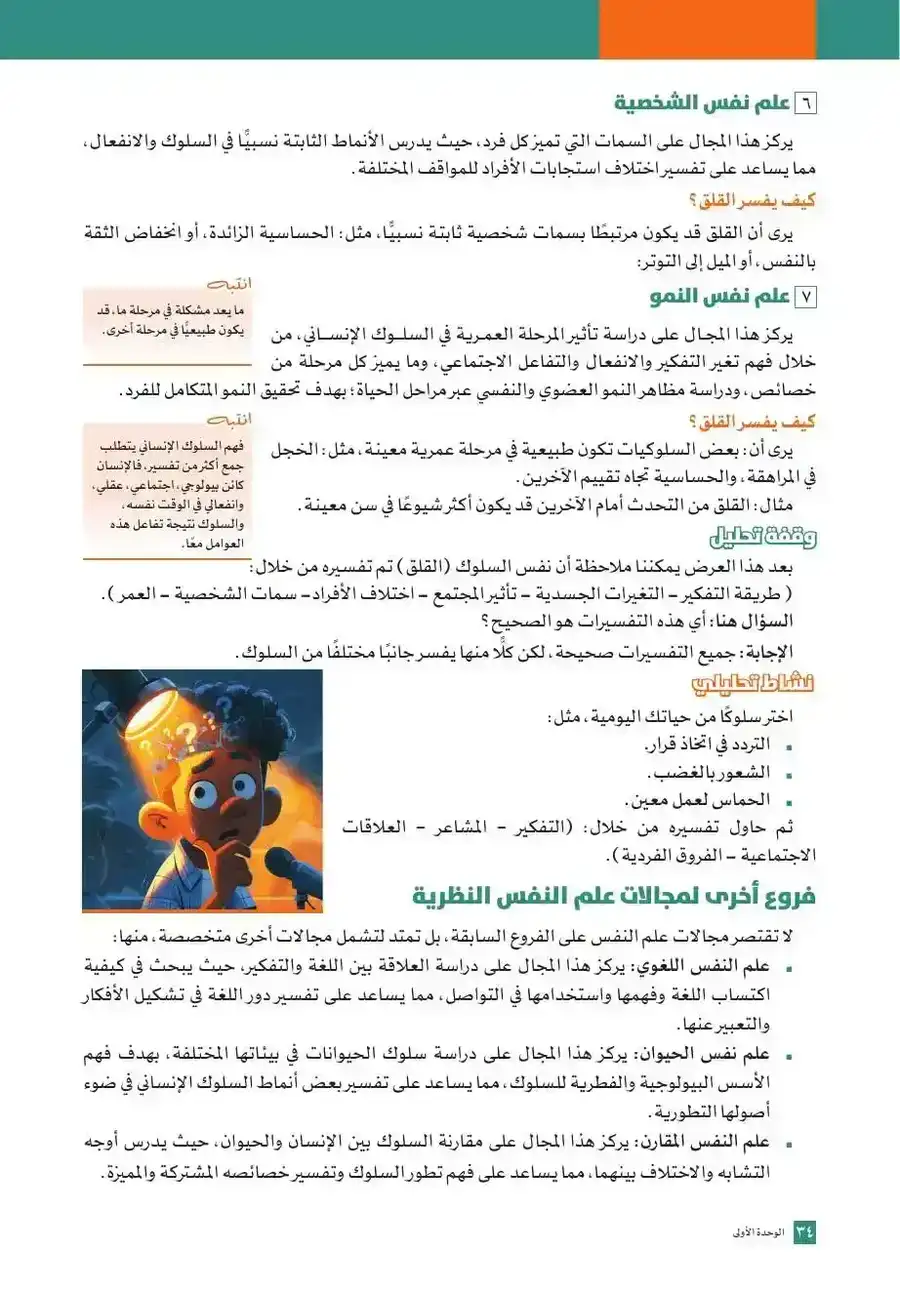 ٦ علم نفس الشخصية
يركز هذا المجال على السمات التي تميز كل فرد، حيث يدرس الأنماط الثابتة نسبيًّا في السلوك والانفعال،
مما يساعد على تفسير اختلاف استجابات الأفراد للمواقف المختلفة.
كيف يفسر القلق؟
يرى أن القلق قد يكون مرتبطًا بسمات شخصية ثابتة نسبيًّا، مثل: الحساسية الزائدة، أو انخفاض الثقة
بالنفس، أو الميل إلى التوتر:
٧ علم نفس النمو
يركز هذا المجال على دراسة تأثير المرحلة العمرية في السلوك الإنساني، من
خلال فهم تغير التفكير والانفعال والتفاعل الاجتماعي، وما يميز كل مرحلة من
خصائص، ودراسة مظاهر النمو العضوي والنفسي عبر مراحل الحياة؛ بهدف تحقيق النمو المتكامل للفرد.
انتبه
ما يعد مشكلة في مرحلة ما، قد
يكون طبيعيًّا في مرحلة أخرى.
كيف يفسر القلق؟
يرى أن: بعض السلوكيات تكون طبيعية في مرحلة عمرية معينة، مثل: الخجل
في المراهقة، والحساسية تجاه تقييم الآخرين.
مثال: القلق من التحدث أمام الآخرين قد يكون أكثر شيوعًا في سن معينة.
انتبه
فهم السلوك الإنساني يتطلب
جمع أكثر من تفسير، فالإنسان
كائن بيولوجي، اجتماعي، عقلي،
وانفعالي في الوقت نفسه،
والسلوك نتيجة تفاعل هذه
العوامل معًا.
وقفة تحليل
بعد هذا العرض يمكننا ملاحظة أن نفس السلوك (القلق) تم تفسيره من خلال:
( طريقة التفكير – التغيرات الجسدية – تأثير المجتمع – اختلاف الأفراد– سمات الشخصية – العمر ).
السؤال هنا: أي هذه التفسيرات هو الصحيح؟
الإجابة: جميع التفسيرات صحيحة، لكن كلًّا منها يفسر جانبًا مختلفًا من السلوك.
نشاط تحليلي
اختر سلوكًا من حياتك اليومية، مثل:
▪ التردد في اتخاذ قرار.
▪ الشعور بالغضب.
▪ الحماس لعمل معين.
ثم حاول تفسيره من خلال: (التفكير – المشاعر – العلاقات
الاجتماعية – الفروق الفردية).
فروع أخرى لمجالات علم النفس النظرية
لا تقتصر مجالات علم النفس على الفروع السابقة، بل تمتد لتشمل مجالات أخرى متخصصة، منها:
▪ علم النفس اللغوي: يركز هذا المجال على دراسة العلاقة بين اللغة والتفكير، حيث يبحث في كيفية
اكتساب اللغة وفهمها واستخدامها في التواصل، مما يساعد على تفسير دور اللغة في تشكيل الأفكار
والتعبير عنها.
▪ علم نفس الحيوان: يركز هذا المجال على دراسة سلوك الحيوانات في بيئاتها المختلفة، بهدف فهم
الأسس البيولوجية والفطرية للسلوك، مما يساعد على تفسير بعض أنماط السلوك الإنساني في ضوء
أصولها التطورية.
▪ علم النفس المقارن: يركز هذا المجال على مقارنة السلوك بين الإنسان والحيوان، حيث يدرس أوجه
التشابه والاختلاف بينهما، مما يساعد على فهم تطور السلوك وتفسير خصائصه المشتركة والمميزة.
٣٤ الوحدة الأولى